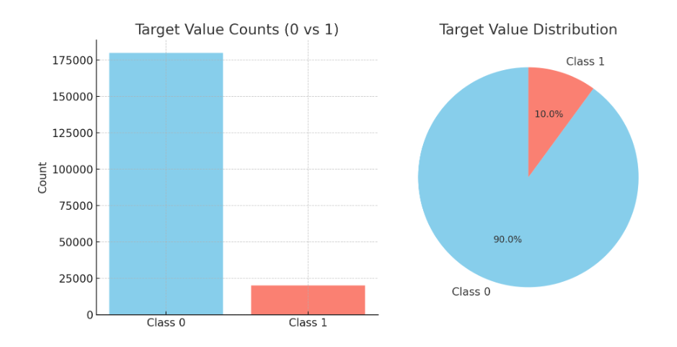 Target Value Counts (0 vs 1)
Count
175000
150000
125000
100000
75000
50000
25000
0
Class 0
Class 1
Target Value Distribution
Class 1
10.0%
90.0%
Class 0